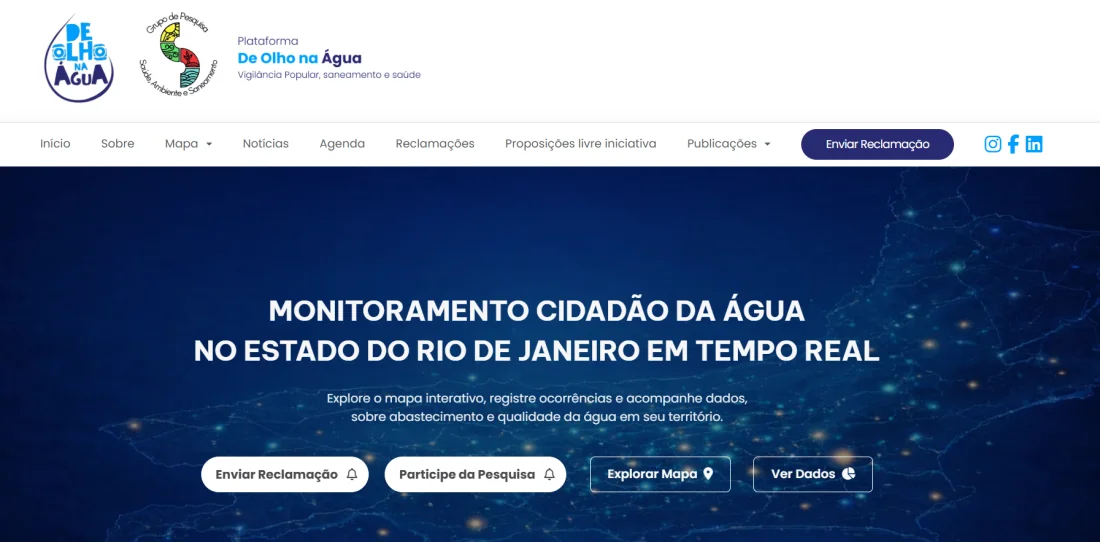 DE
OLHO
NA
ÁGUA
Grupo de Pesquisa
Saúde, Ambiente e Saneamento
Plataforma
De Olho na Água
Vigilância Popular, saneamento e saúde
Início Sobre Mapa Notícias Agenda Reclamações Proposições livre iniciativa Publicações Enviar Reclamação
MONITORAMENTO CIDADÃO DA ÁGUA
NO ESTADO DO RIO DE JANEIRO EM TEMPO REAL
Explore o mapa interativo, registre ocorrências e acompanhe dados,
sobre abastecimento e qualidade da água em seu território.
Enviar Reclamação Participe da Pesquisa Explorar Mapa Ver Dados